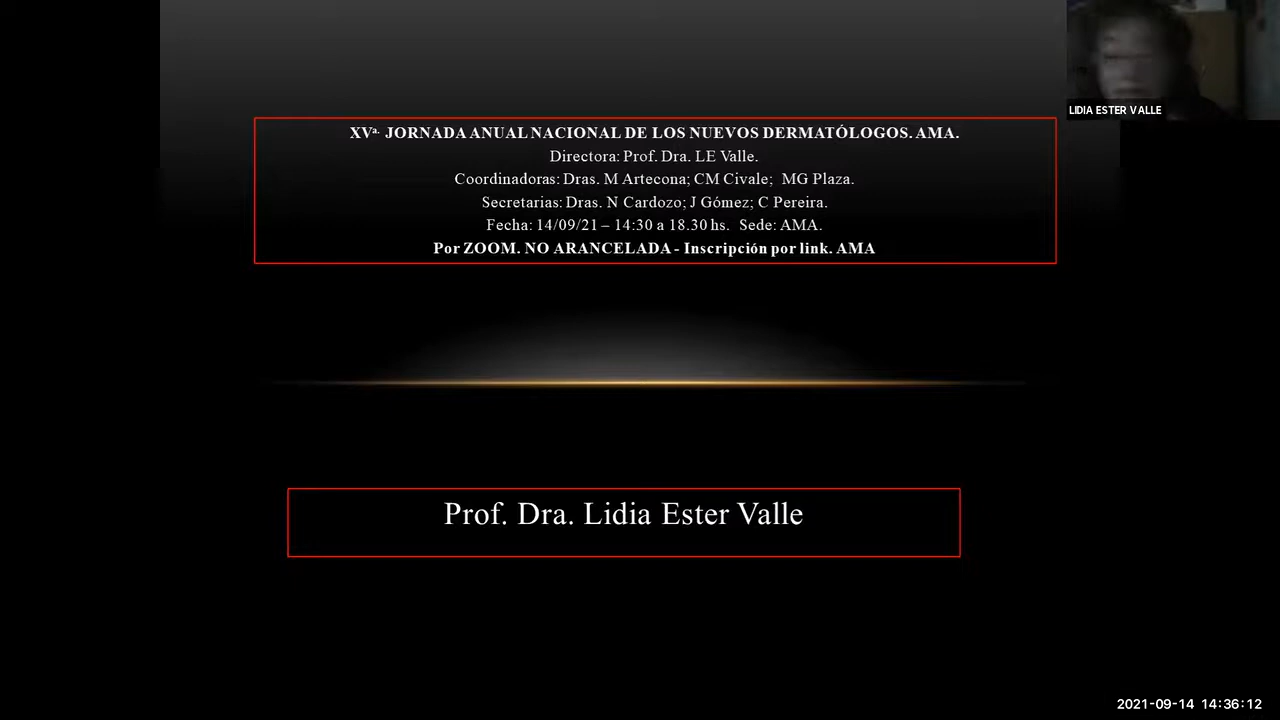 XVª. JORNADA ANUAL NACIONAL DE LOS NUEVOS DERMATÓLOGOS. AMA.
Directora: Prof. Dra. LE Valle.
Coordinadoras: Dras. M Artecona; CM Civale; MG Plaza.
Secretarias: Dras. N Cardozo; J Gómez; C Pereira.
Fecha: 14/09/21 – 14:30 a 18.30 hs. Sede: AMA.
Por ZOOM. NO ARANCELADA - Inscripción por link. AMA
LIDIA ESTER VALLE
Prof. Dra. Lidia Ester Valle
2021-09-14 14:36:12